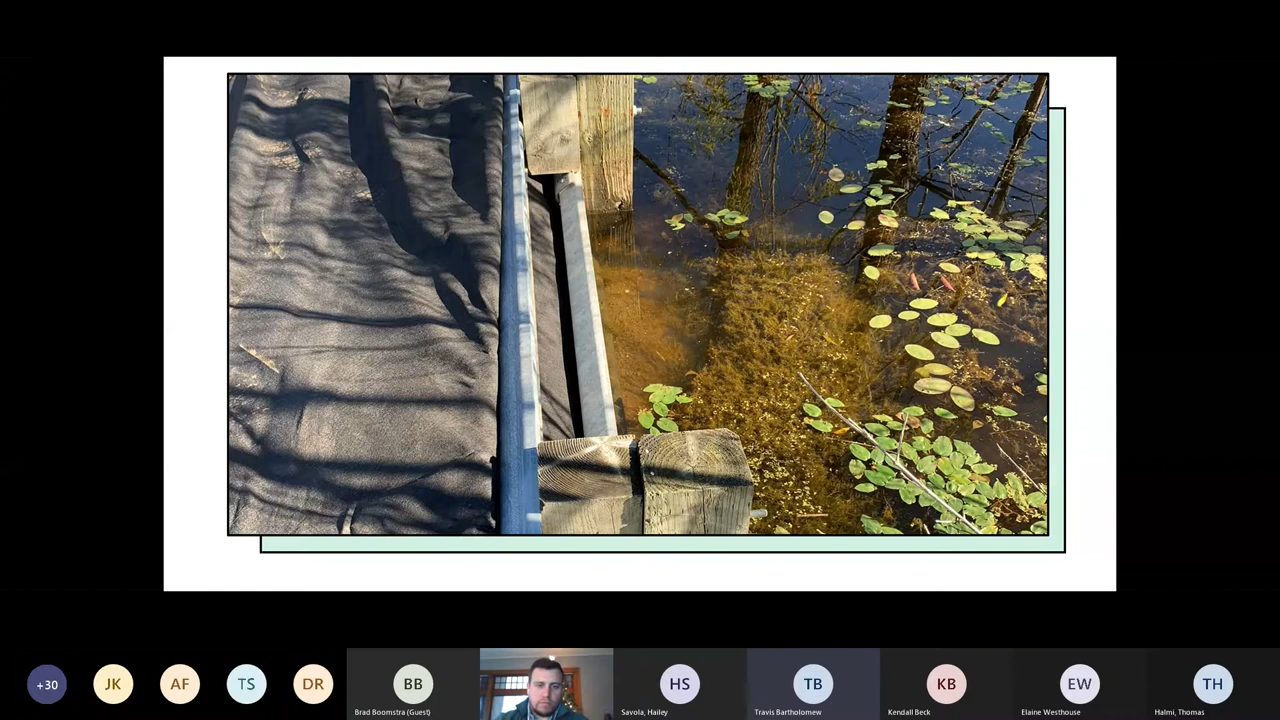 +30
JK
AF
TS
DR
BB
Brad Boomstra (Guest)
HS
Savola, Hailey
TB
Travis Bartholomew
KB
Kendall Beck
EW
Elaine Westhouse
TH
Halmi, Thomas